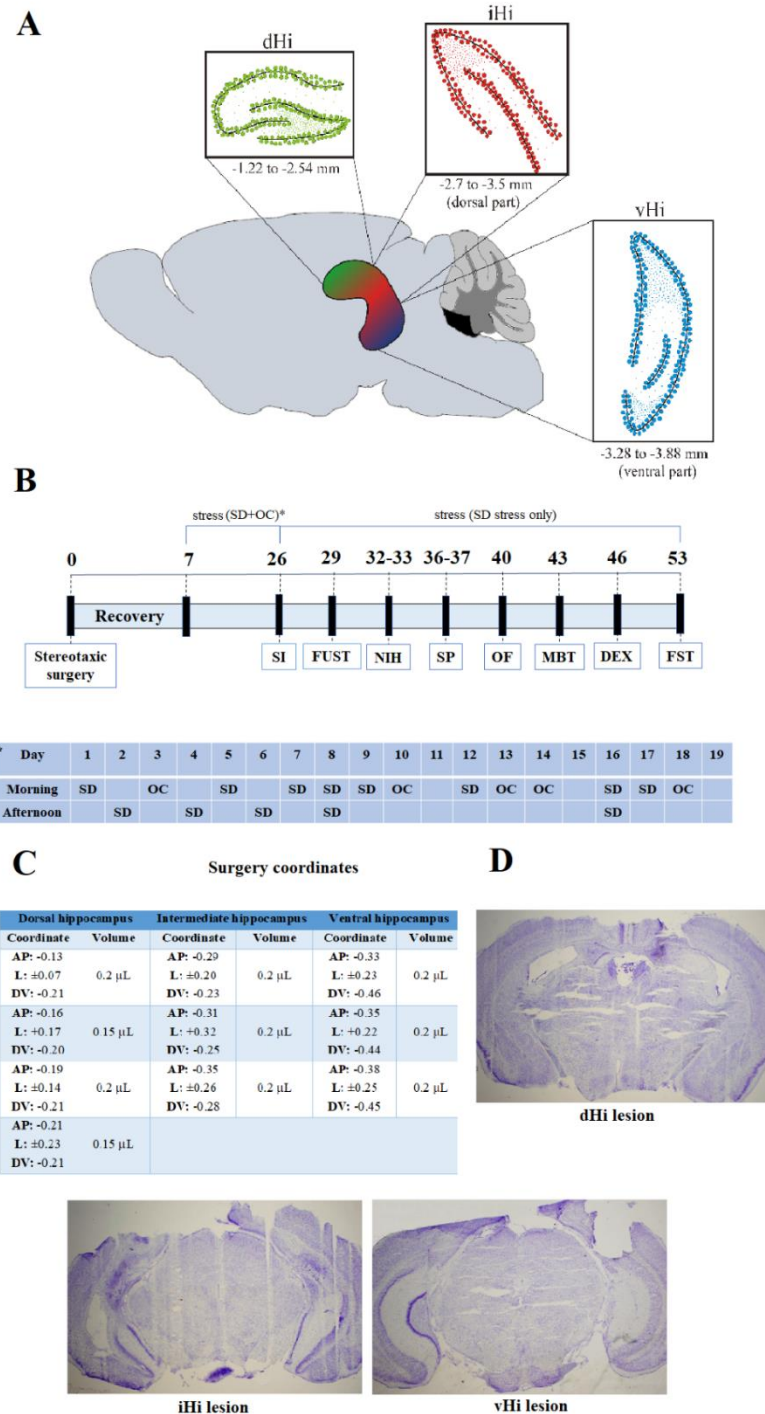 A
dHi
-1.22 to -2.54 mm
iHi
-2.7 to -3.5 mm
(dorsal part)
vHi
-3.28 to -3.88 mm
(ventral part)
B
stress (SD+OC)*
stress (SD stress only)
0 7 26 29 32-33 36-37 40 43 46 53
Recovery
Stereotaxic
surgery
SI FUST NIH SP OF MBT DEX FST
* Day 1 2 3 4 5 6 7 8 9 10 11 12 13 14 15 16 17 18 19
Morning SD OC SD SD SD SD OC SD OC OC SD SD OC
Afternoon SD SD SD SD SD
C
Surgery coordinates
Dorsal hippocampus Intermediate hippocampus Ventral hippocampus
Coordinate Volume Coordinate Volume Coordinate Volume
AP: -0.13 AP: -0.29 AP: -0.33
L: ±0.07 0.2 µL L: ±0.20 0.2 µL L: ±0.23 0.2 µL
DV: -0.21 DV: -0.23 DV: -0.46
AP: -0.16 AP: -0.31 AP: -0.35
L: +0.17 0.15 µL L: ±0.32 0.2 µL L: ±0.22 0.2 µL
DV: -0.20 DV: -0.25 DV: -0.44
AP: -0.19 AP: -0.35 AP: -0.38
L: ±0.14 0.2 µL L: ±0.26 0.2 µL L: ±0.25 0.2 µL
DV: -0.21 DV: -0.28 DV: -0.45
AP: -0.21
L: ±0.23 0.15 µL
DV: -0.21
D
dHi lesion
iHi lesion
vHi lesion